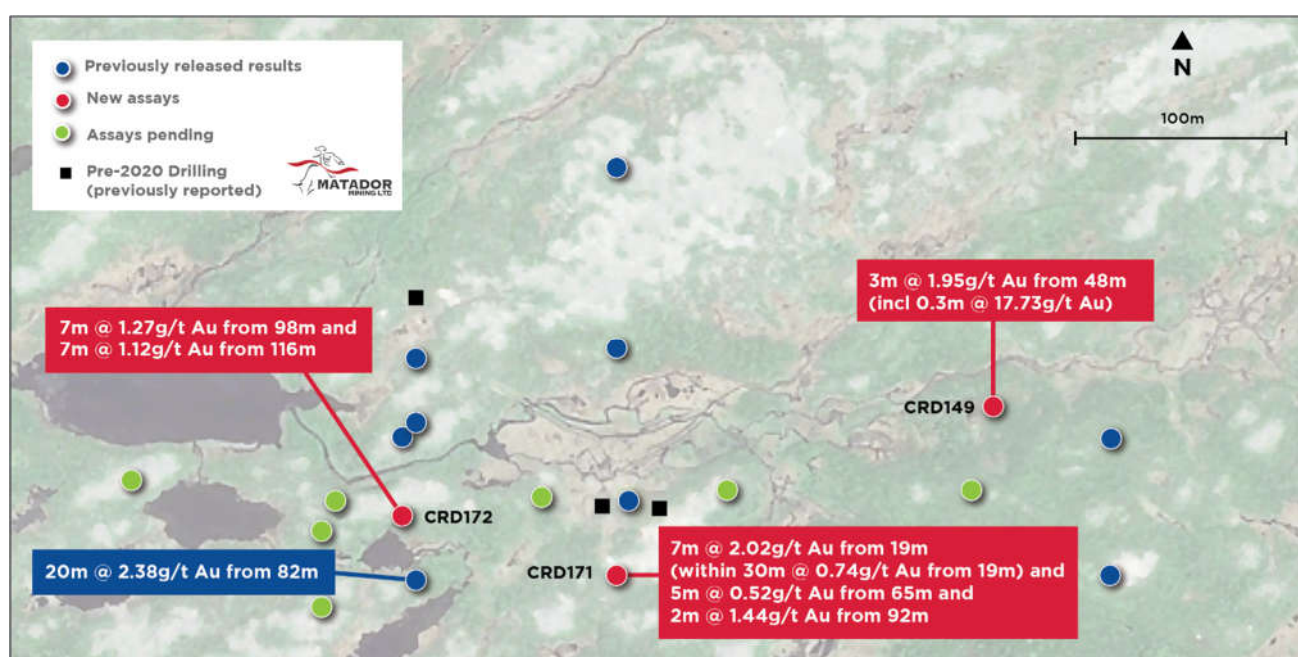 Previously released results
New assays
Assays pending
Pre-2020 Drilling
(previously reported)
MATADOR
MINING LTD
N
100m
3m @ 1.95g/t Au from 48m
(incl 0.3m @ 17.73g/t Au)
7m @ 1.27g/t Au from 98m and
7m @ 1.12g/t Au from 116m
CRD149
CRD172
20m @ 2.38g/t Au from 82m
CRD171
7m @ 2.02g/t Au from 19m
(within 30m @ 0.74g/t Au from 19m) and
5m @ 0.52g/t Au from 65m and
2m @ 1.44g/t Au from 92m